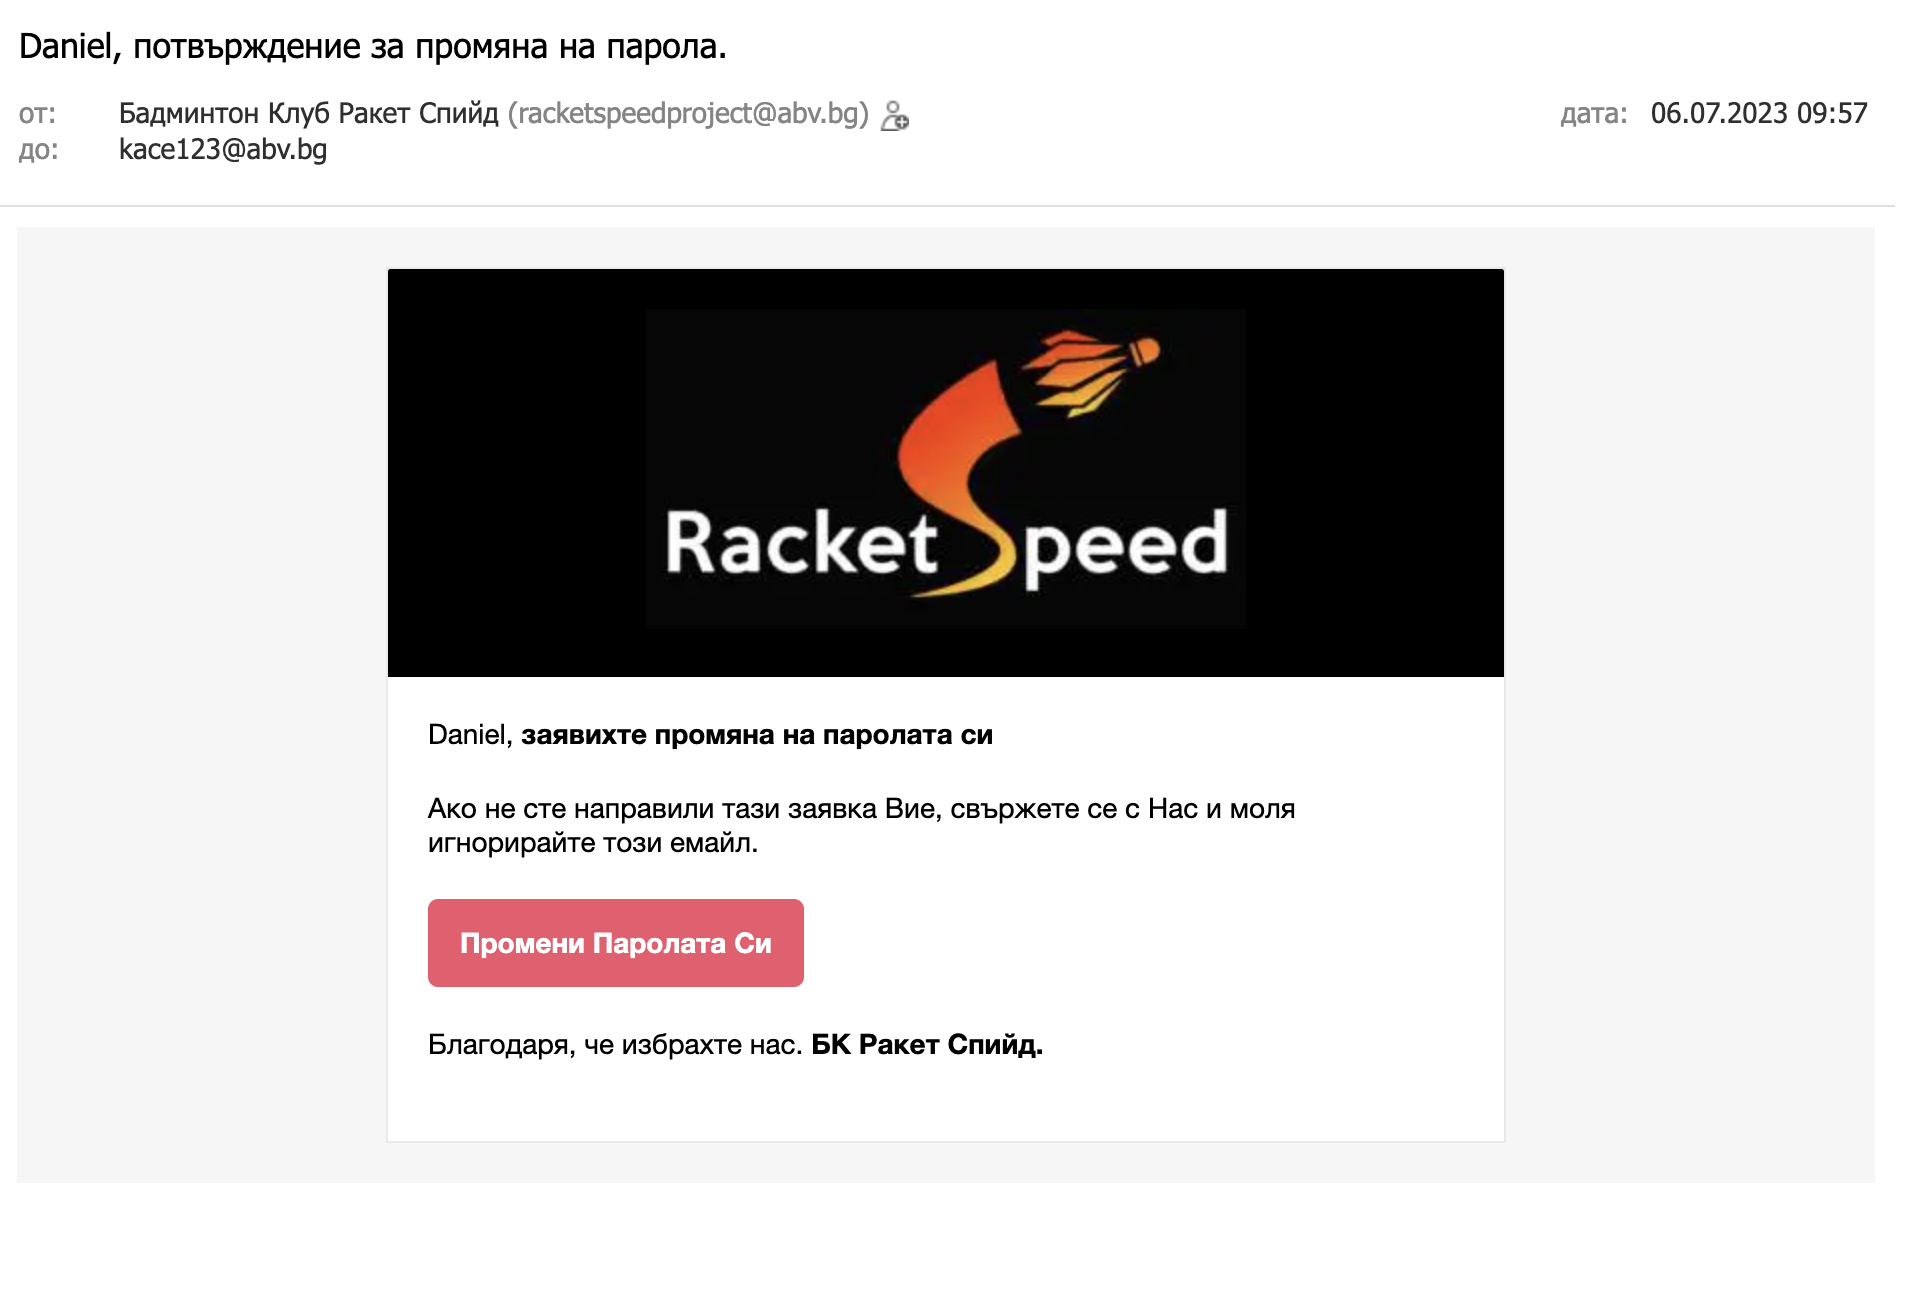 Daniel, потвърждение за промяна на парола.
от: Бадминтон Клуб Ракет Спийд (racketspeedproject@abv.bg) дата: 06.07.2023 09:57
до: kace123@abv.bg
Racket Speed
Daniel, заявихте промяна на паролата си
Ако не сте направили тази заявка Вие, свържете се с Нас и моля
игнорирайте този емайл.
Промени Паролата Си
Благодаря, че избрахте нас. БК Ракет Спийд.